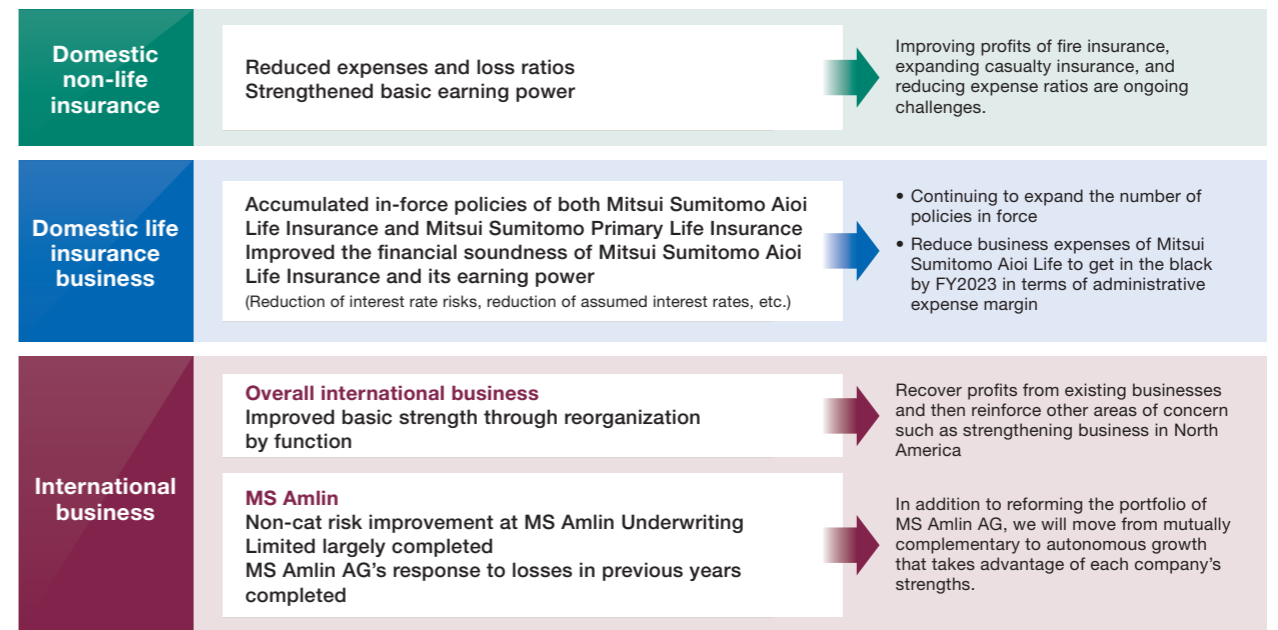 Domestic
non-life
insurance
Reduced expenses and loss ratios
Strengthened basic earning power
Improving profits of fire insurance,
expanding casualty insurance, and
reducing expense ratios are ongoing
challenges.
Domestic life
insurance
business
Accumulated in-force policies of both Mitsui Sumitomo Aioi
Life Insurance and Mitsui Sumitomo Primary Life Insurance
Improved the financial soundness of Mitsui Sumitomo Aioi
Life Insurance and its earning power
(Reduction of interest rate risks, reduction of assumed interest rates, etc.)
• Continuing to expand the number of
policies in force
• Reduce business expenses of Mitsui
Sumitomo Aioi Life to get in the black
by FY2023 in terms of administrative
expense margin
International
business
Overall international business
Improved basic strength through reorganization
by function
Recover profits from existing businesses
and then reinforce other areas of concern
such as strengthening business in North
America
MS Amlin
Non-cat risk improvement at MS Amlin Underwriting
Limited largely completed
MS Amlin AG's response to losses in previous years
completed
In addition to reforming the portfolio of
MS Amlin AG, we will move from mutually
complementary to autonomous growth
that takes advantage of each company's
strengths.